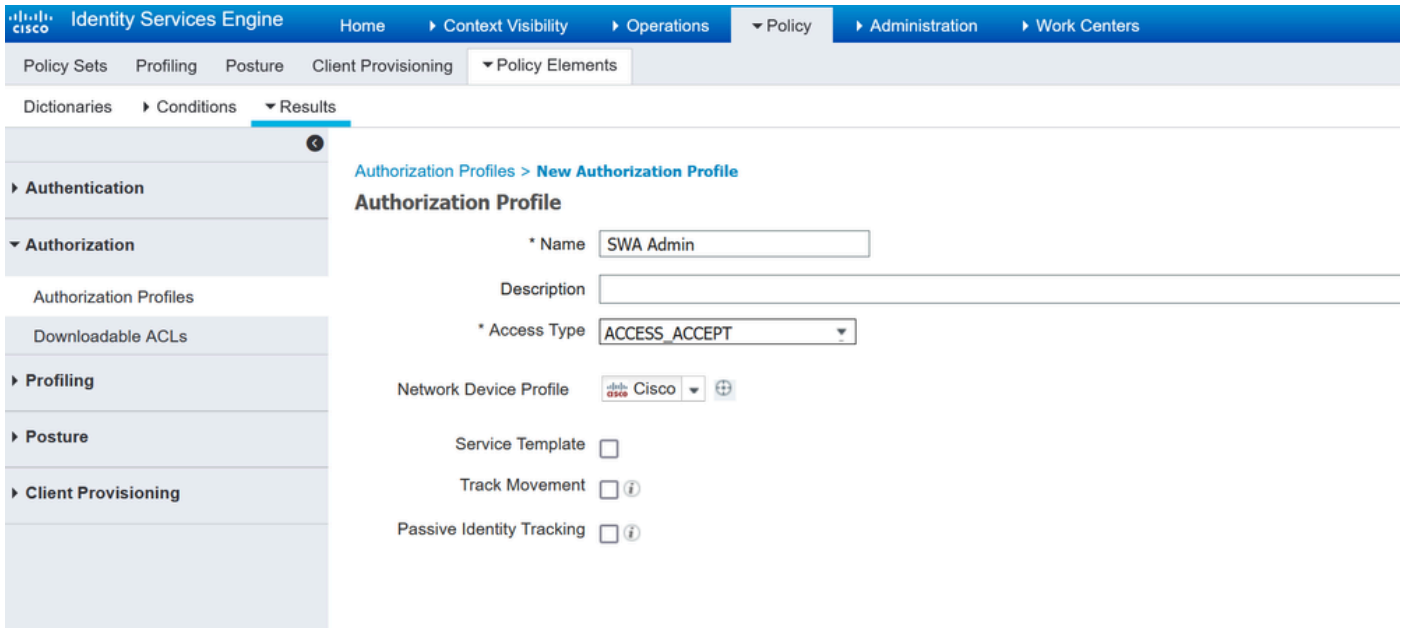 cisco Identity Services Engine Home Context Visibility Operations Policy Administration Work Centers
Policy Sets Profiling Posture Client Provisioning Policy Elements
Dictionaries Conditions Results
Authentication
Authorization
Authorization Profiles
Downloadable ACLs
Profiling
Posture
Client Provisioning
Authorization Profiles > New Authorization Profile
Authorization Profile
* Name SWA Admin
Description
* Access Type ACCESS_ACCEPT
Network Device Profile cisco Cisco
Service Template
Track Movement i
Passive Identity Tracking i